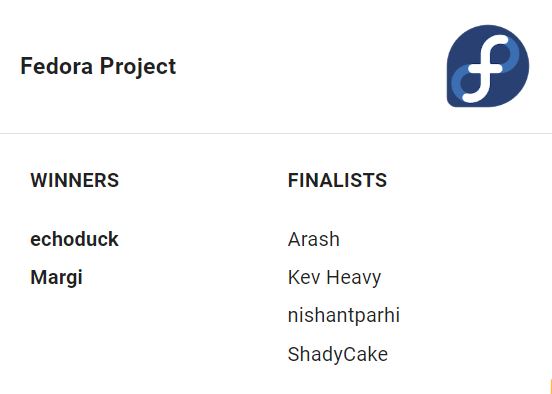 Fedora Project
WINNERS
echoduck
Margi
FINALISTS
Arash
Kev Heavy
nishantparhi
ShadyCake